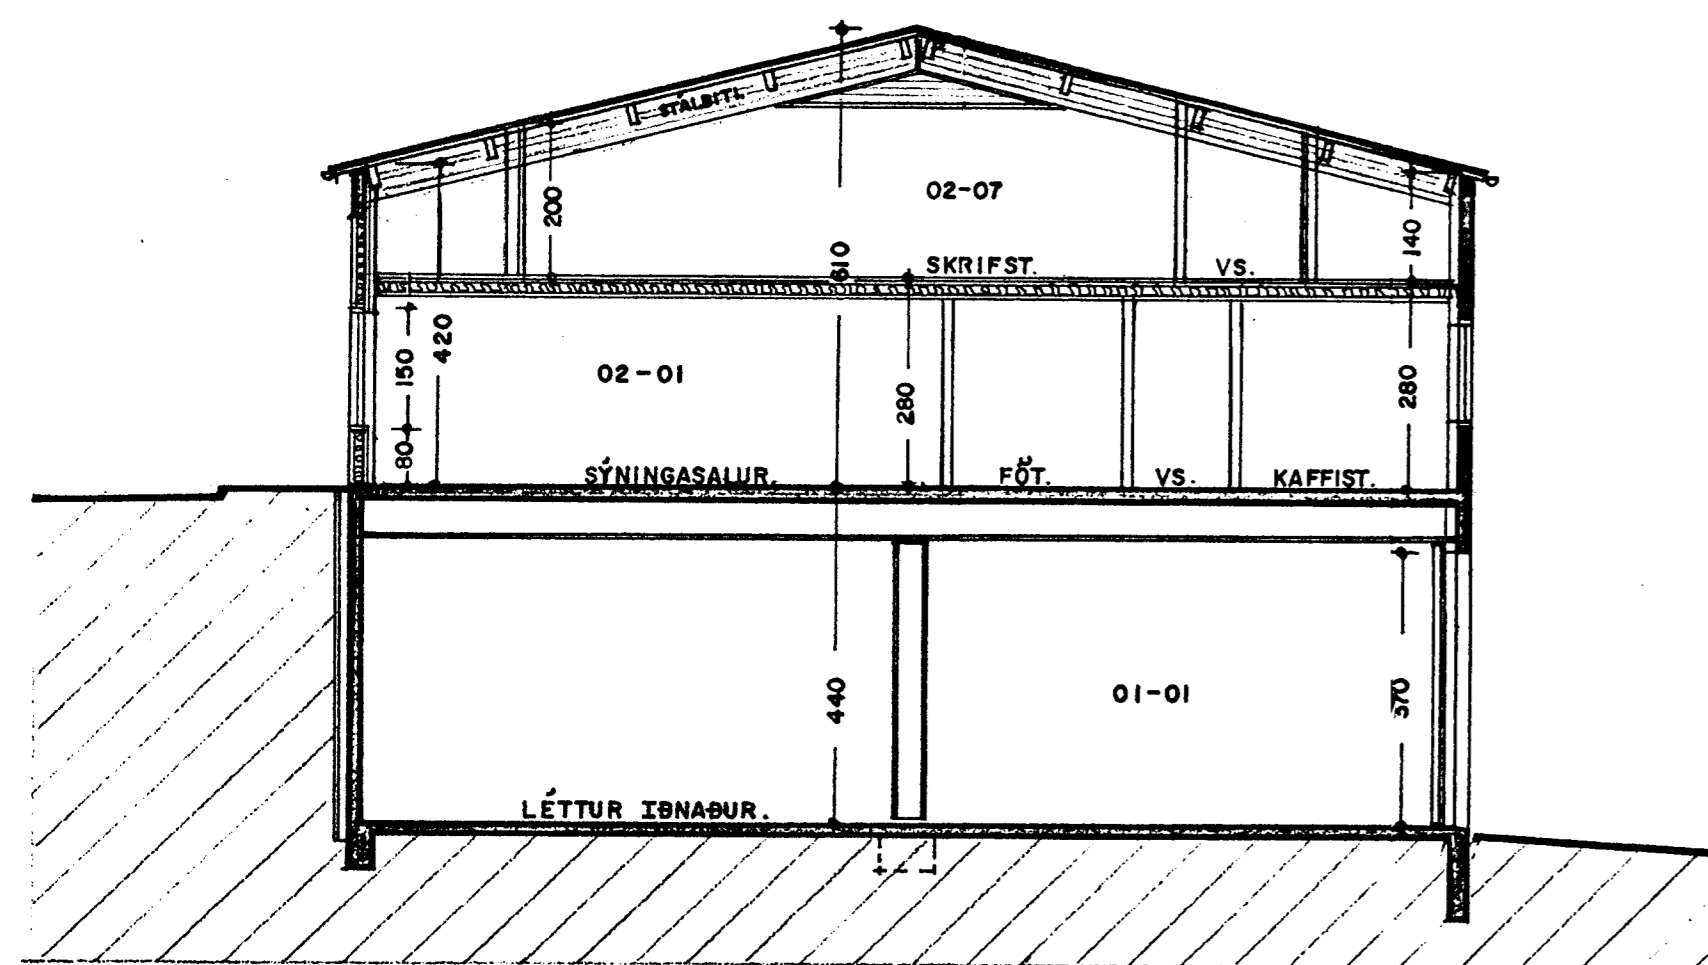 STÁLBITI.
02-07
200
140
610
SKRIFST.
VS.
420
150
02-01
280
280
80
SÝNINGASALUR.
FÖT.
VS.
KAFFIST.
440
01-01
370
LÉTTUR IÐNAÐUR.